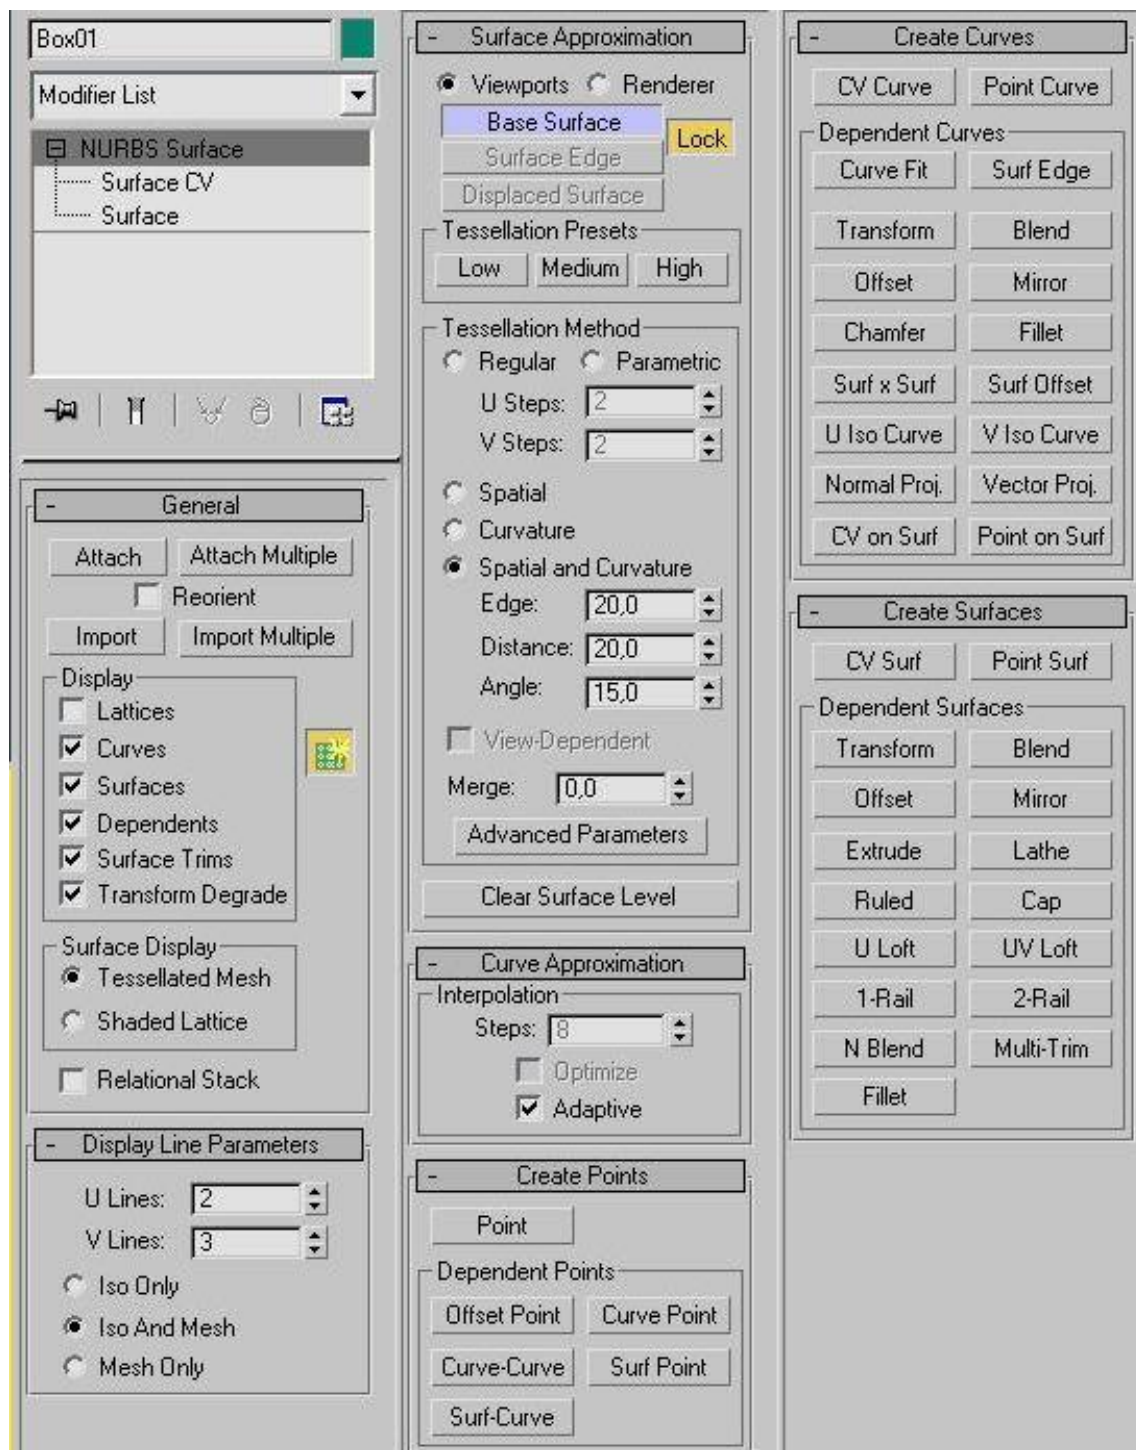 Box01
Modifier List
NURBS Surface
Surface CV
Surface
- General
Attach Attach Multiple
Reorient
Import Import Multiple
Display
Lattices
Curves
Surfaces
Dependents
Surface Trims
Transform Degrade
Surface Display
Tessellated Mesh
Shaded Lattice
Relational Stack
- Display Line Parameters
U Lines: 2
V Lines: 3
Iso Only
Iso And Mesh
Mesh Only
- Surface Approximation
Viewports Renderer
Base Surface
Lock
Surface Edge
Displaced Surface
Tessellation Presets
Low Medium High
Tessellation Method
Regular Parametric
U Steps: 2
V Steps: 2
Spatial
Curvature
Spatial and Curvature
Edge: 20,0
Distance: 20,0
Angle: 15,0
View-Dependent
Merge: 0,0
Advanced Parameters
Clear Surface Level
- Curve Approximation
Interpolation
Steps: 8
Optimize
Adaptive
- Create Points
Point
Dependent Points
Offset Point Curve Point
Curve-Curve Surf Point
Surf-Curve
- Create Curves
CV Curve Point Curve
Dependent Curves
Curve Fit Surf Edge
Transform Blend
Offset Mirror
Chamfer Fillet
Surf x Surf Surf Offset
U Iso Curve V Iso Curve
Normal Proj. Vector Proj.
CV on Surf Point on Surf
- Create Surfaces
CV Surf Point Surf
Dependent Surfaces
Transform Blend
Offset Mirror
Extrude Lathe
Ruled Cap
U Loft UV Loft
1-Rail 2-Rail
N Blend Multi-Trim
Fillet